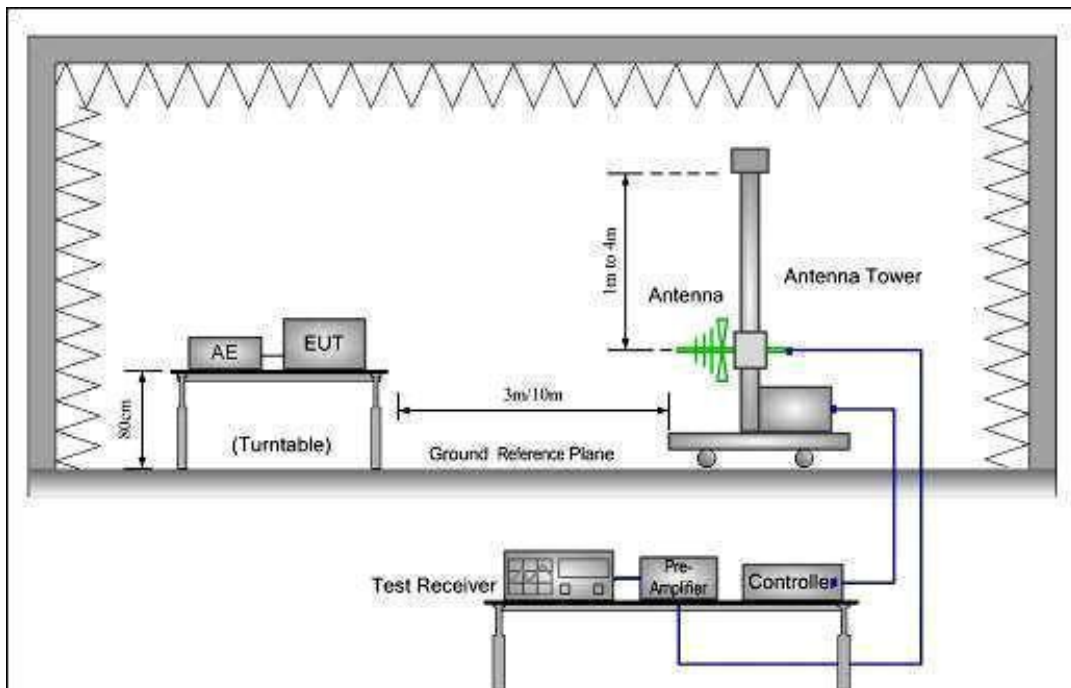 1m to 4m
Antenna Tower
Antenna
AE
EUT
80cm
3m/10m
(Turntable)
Ground Reference Plane
Test Receiver
Pre-
Amplifier
Controller